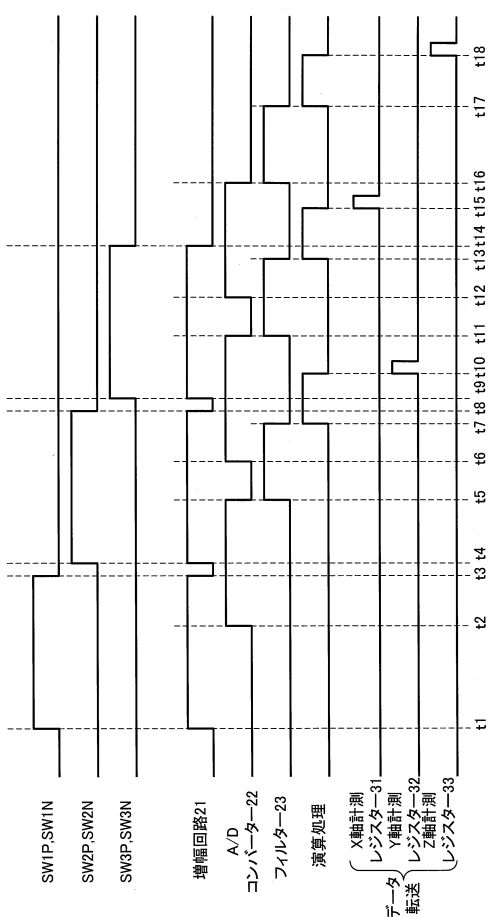 SW1P,SW1N
SW2P,SW2N
SW3P,SW3N
増幅回路21
A/D
コンバーター22
フィルター23
演算処理
データ
転送
X軸計測
レジスター31
Y軸計測
レジスター32
Z軸計測
レジスター33
t1
t2
t3
t4
t5
t6
t7
t8
t9
t10
t11
t12
t13
t14
t15
t16
t17
t18